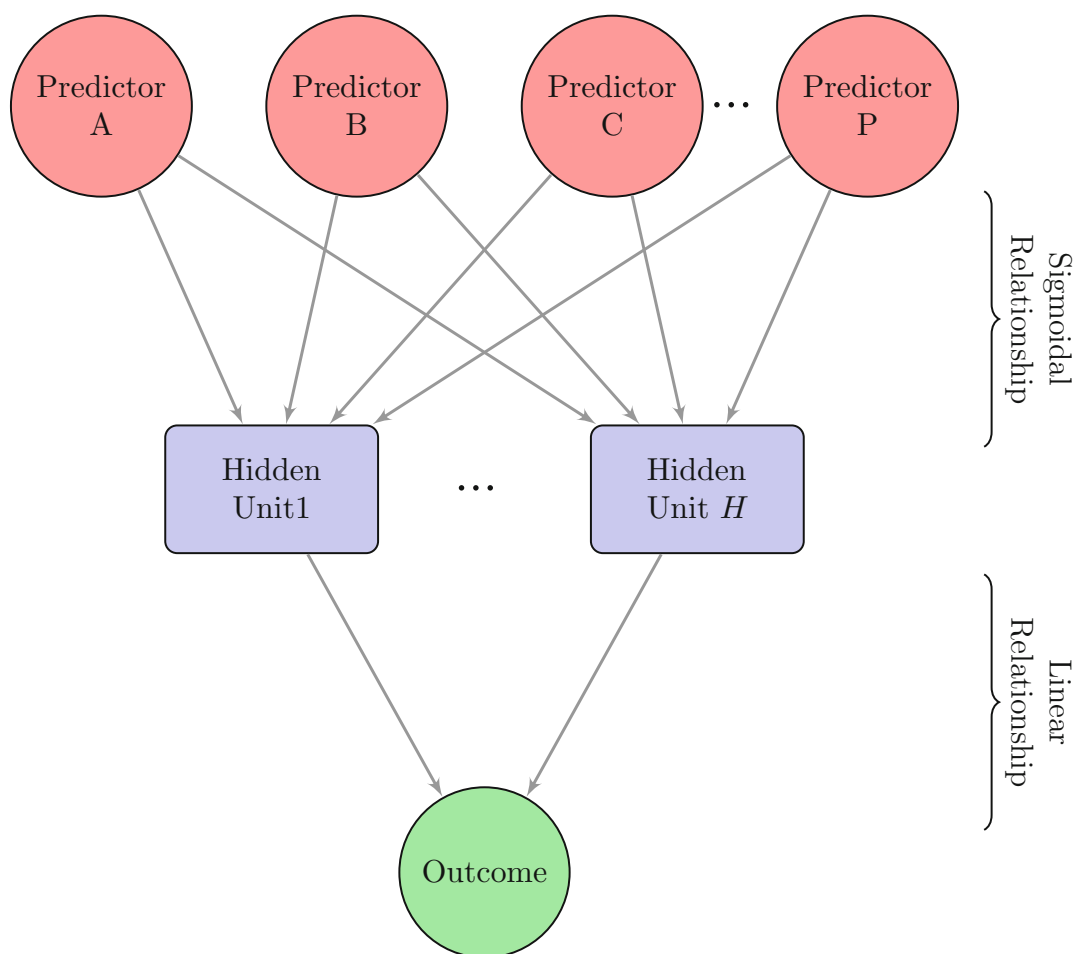 Predictor
A
Predictor
B
Predictor
C
...
Predictor
P
Sigmoidal
Relationship
Hidden
Unit1
...
Hidden
Unit H
Linear
Relationship
Outcome